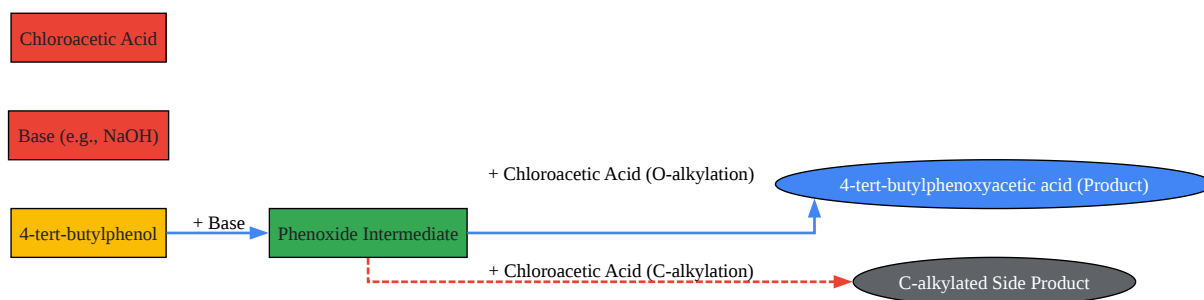 Chloroacetic Acid
Base (e.g., NaOH)
+ Chloroacetic Acid (O-alkylation)
4-tert-butylphenoxyacetic acid (Product)
4-tert-butylphenol
+ Base
Phenoxide Intermediate
+ Chloroacetic Acid (C-alkylation)
C-alkylated Side Product